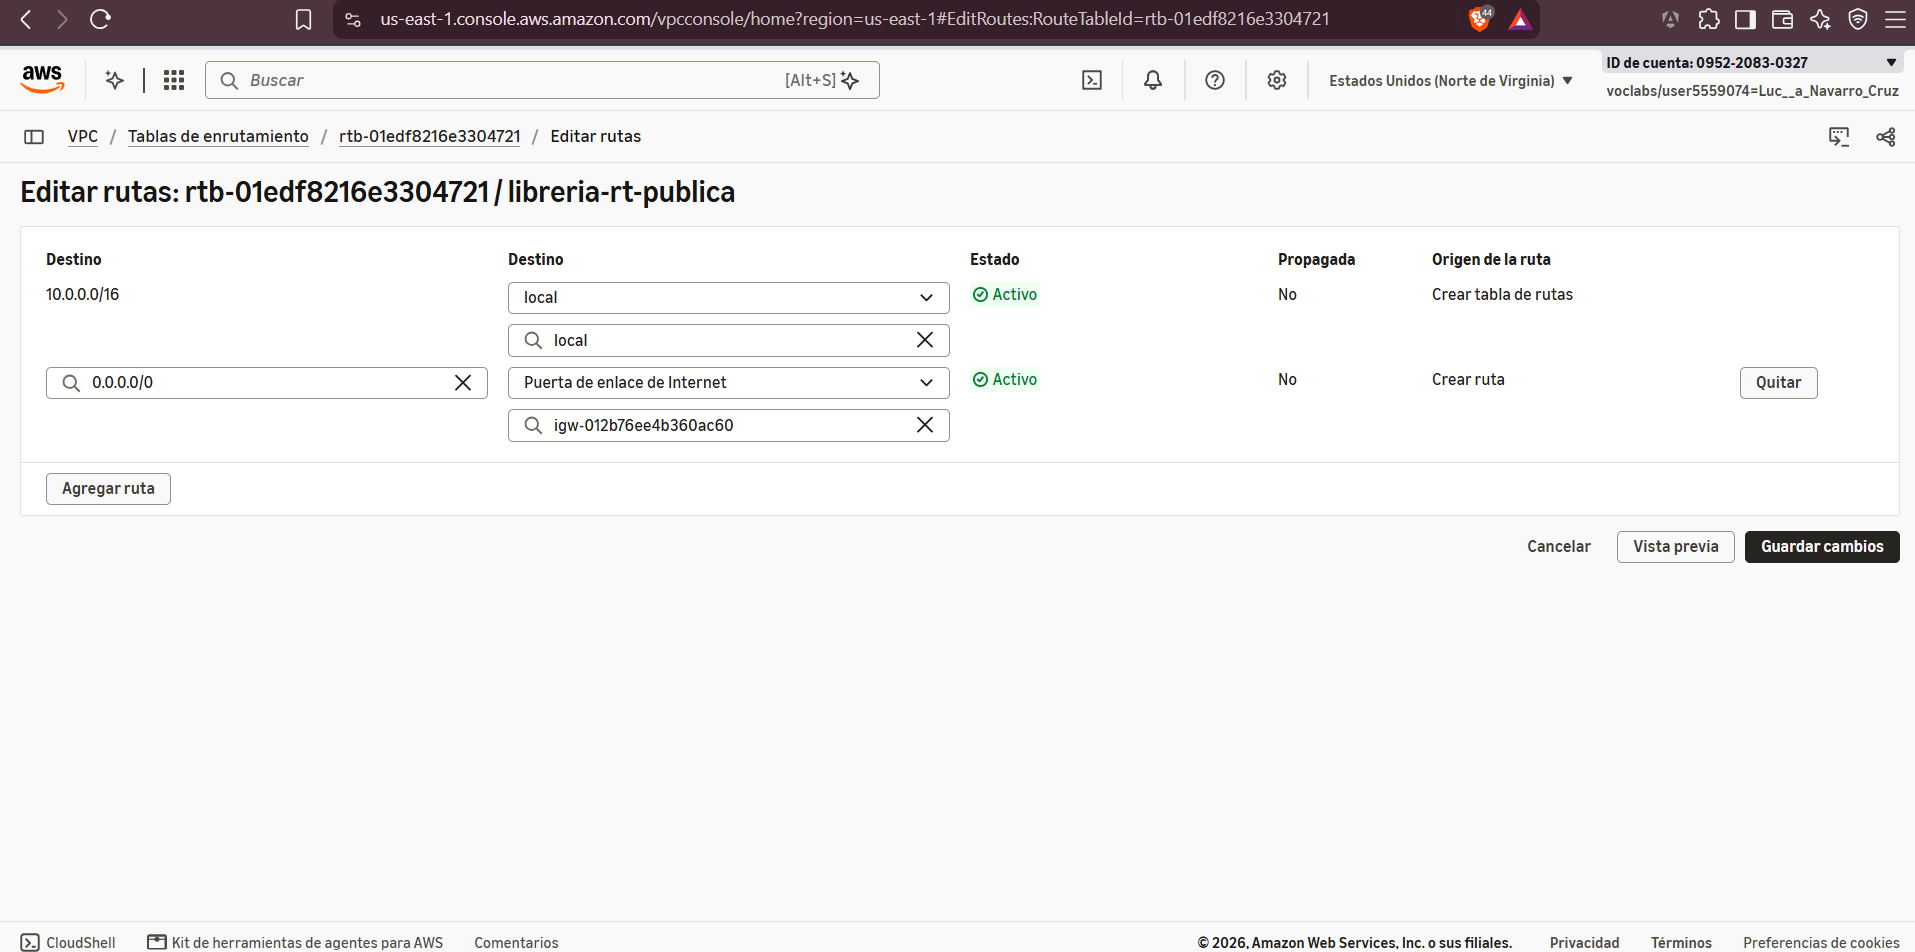 us-east-1.console.aws.amazon.com/vpcconsole/home?region=us-east-1#EditRoutes:RouteTableId=rtb-01edf8216e3304721
44
aws
Buscar
[Alt+S]
Estados Unidos (Norte de Virginia)
ID de cuenta: 0952-2083-0327
voclabs/user5559074=Luc__a_Navarro_Cruz
VPC / Tablas de enrutamiento / rtb-01edf8216e3304721 / Editar rutas
Editar rutas: rtb-01edf8216e3304721 / libreria-rt-publica
Destino Destino Estado Propagada Origen de la ruta
10.0.0.0/16 local Activo No Crear tabla de rutas
local
0.0.0.0/0 Puerta de enlace de Internet Activo No Crear ruta Quitar
igw-012b76ee4b360ac60
Agregar ruta
Cancelar Vista previa Guardar cambios
CloudShell Kit de herramientas de agentes para AWS Comentarios © 2026, Amazon Web Services, Inc. o sus filiales. Privacidad Términos Preferencias de cookies